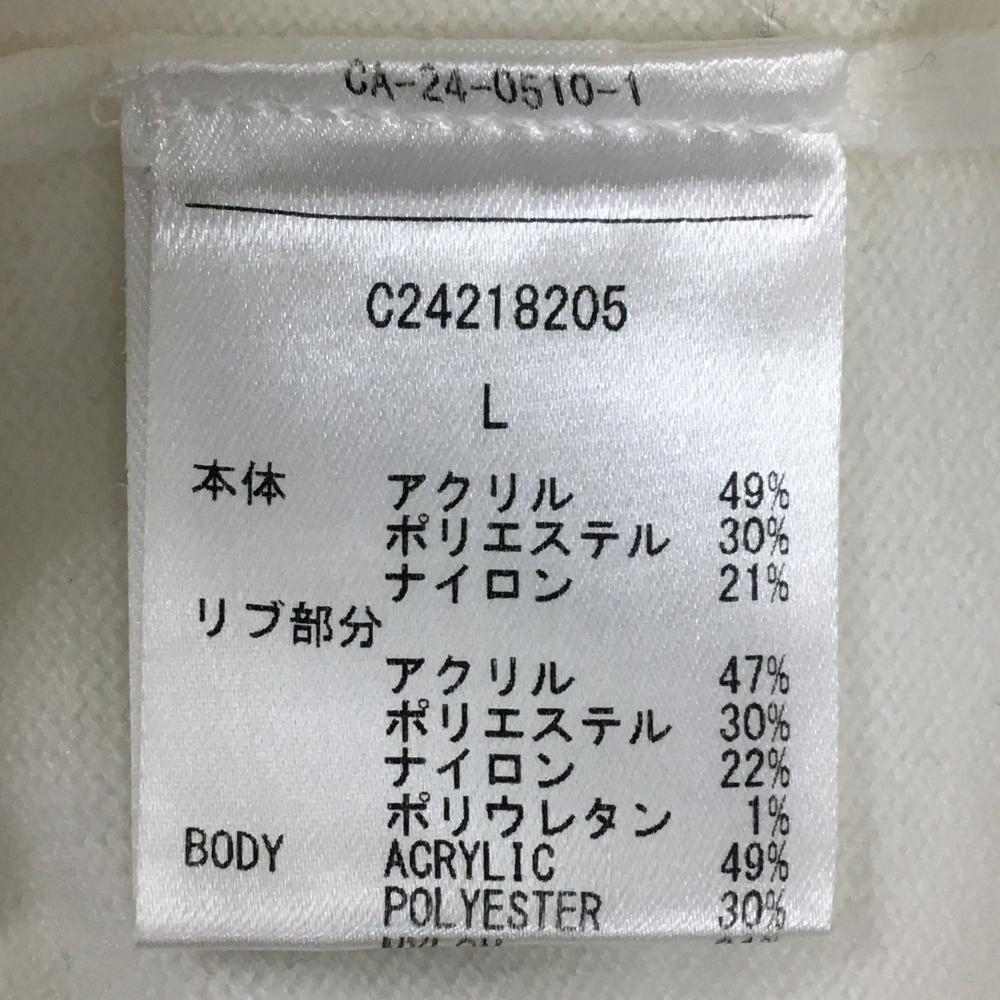 CA-24-0510-1
C24218205
L
本体 アクリル 49%
ポリエステル 30%
ナイロン 21%
リブ部分
アクリル 47%
ポリエステル 30%
ナイロン 22%
ポリウレタン 1%
BODY ACRYLIC 49%
POLYESTER 30%